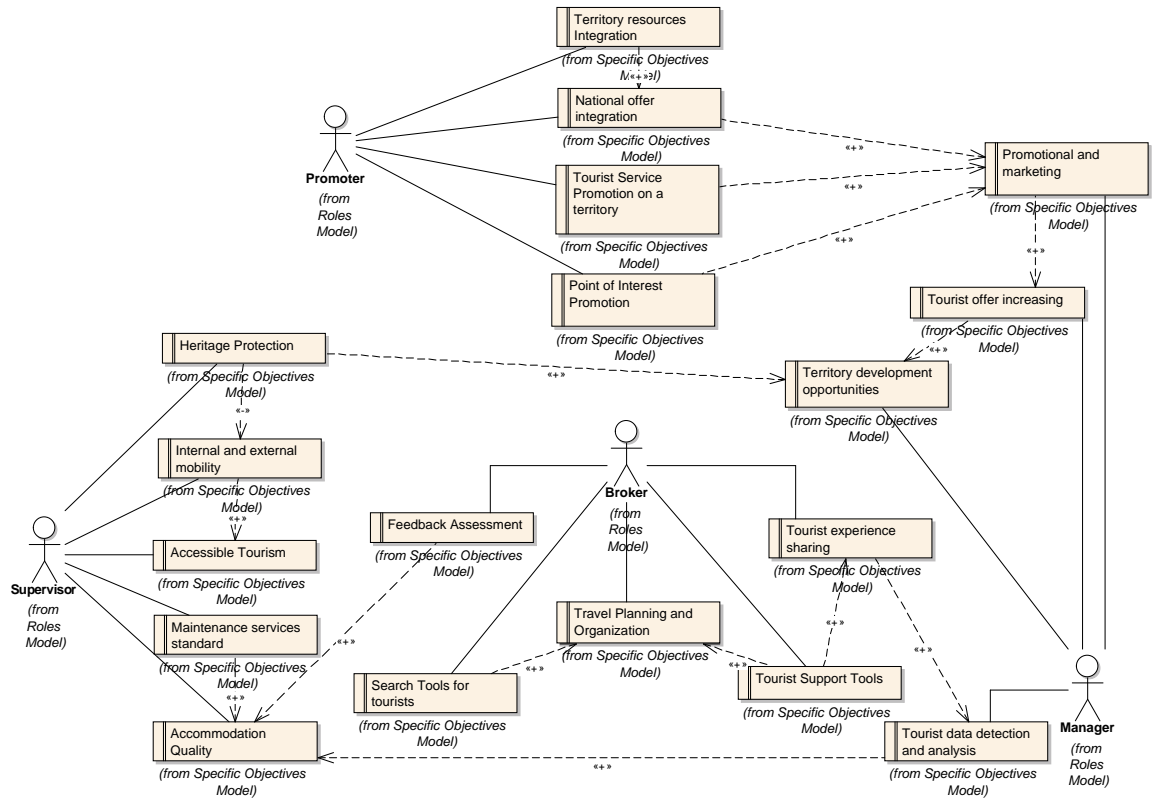 Territory resources
Integration
(from Specific Objectives
Model)
«+»
National offer
integration
(from Specific Objectives
Model)
«+»
Promoter
(from
Roles
Model)
Tourist Service
Promotion on a
territory
(from Specific Objectives
Model)
«+»
Promotional and
marketing
(from Specific Objectives
Model)
«+»
Point of Interest
Promotion
(from Specific Objectives
Model)
«+»
Tourist offer increasing
(from Specific Objectives
Model)
«+»
Heritage Protection
(from Specific Objectives
Model)
«+»
«-»
Territory development
opportunities
(from Specific Objectives
Model)
Internal and external
mobility
(from Specific Objectives
Model)
«+»
Broker
(from
Roles
Model)
Feedback Assessment
(from Specific Objectives
Model)
«+»
Tourist experience
sharing
(from Specific Objectives
Model)
«+»
Supervisor
(from
Roles
Model)
Accessible Tourism
(from Specific Objectives
Model)
Maintenance services
standard
(from Specific Objectives
Model)
«+»
Travel Planning and
Organization
(from Specific Objectives
Model)
«+»
«+»
«+»
Search Tools for
tourists
(from Specific Objectives
Model)
Tourist Support Tools
(from Specific Objectives
Model)
Accommodation
Quality
(from Specific Objectives
Model)
«+»
Tourist data detection
and analysis
(from Specific Objectives
Model)
Manager
(from
Roles
Model)